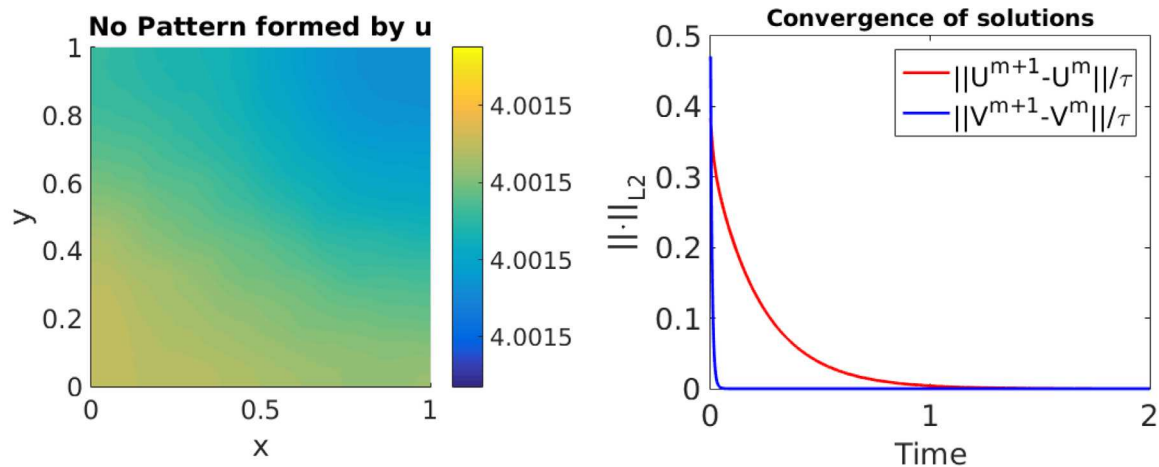 No Pattern formed by u
1
0.8
0.6
0.4
0.2
0
y
0
0.5
1
x
4.0015
4.0015
4.0015
4.0015
Convergence of solutions
0.5
0.4
0.3
0.2
0.1
0
||·||L2
||U^{m+1}-U^m||/τ
||V^{m+1}-V^m||/τ
0
1
2
Time